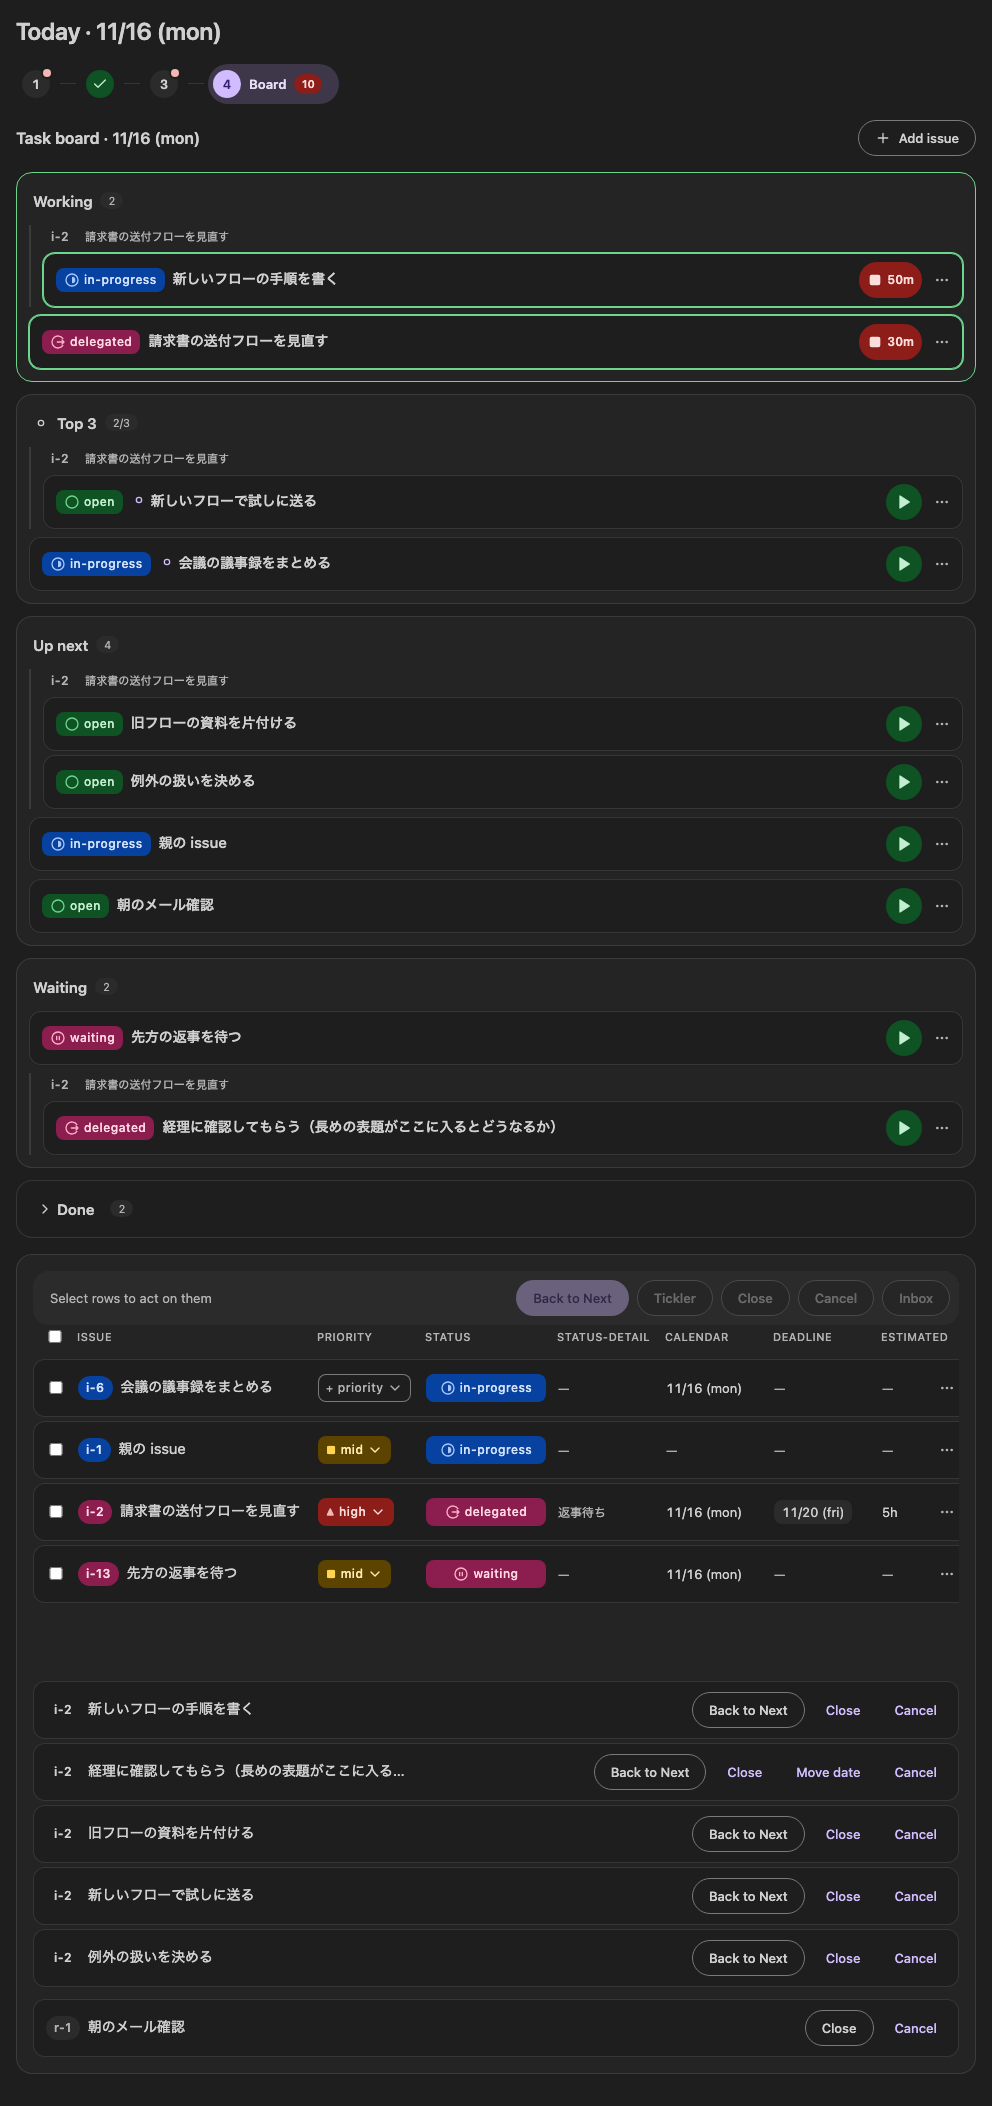 Today · 11/16 (mon)
1 3 4 Board 10
Task board · 11/16 (mon)
+ Add issue
Working 2
i-2 請求書の送付フローを見直す
in-progress 新しいフローの手順を書く 50m ···
delegated 請求書の送付フローを見直す 30m ···
Top 3 2/3
i-2 請求書の送付フローを見直す
open 新しいフローで試しに送る ···
in-progress 会議の議事録をまとめる ···
Up next 4
i-2 請求書の送付フローを見直す
open 旧フローの資料を片付ける ···
open 例外の扱いを決める ···
in-progress 親の issue ···
open 朝のメール確認 ···
Waiting 2
waiting 先方の返事を待つ ···
i-2 請求書の送付フローを見直す
delegated 経理に確認してもらう（長めの表題がここに入るとどうなるか） ···
Done 2
Select rows to act on them Back to Next Tickler Close Cancel Inbox
ISSUE PRIORITY STATUS STATUS-DETAIL CALENDAR DEADLINE ESTIMATED
i-6 会議の議事録をまとめる + priority in-progress — 11/16 (mon) — — ···
i-1 親の issue mid in-progress — — — — ···
i-2 請求書の送付フローを見直す high delegated 返事待ち 11/16 (mon) 11/20 (fri) 5h ···
i-13 先方の返事を待つ mid waiting — 11/16 (mon) — — ···
i-2 新しいフローの手順を書く Back to Next Close Cancel
i-2 経理に確認してもらう（長めの表題がここに入る... Back to Next Close Move date Cancel
i-2 旧フローの資料を片付ける Back to Next Close Cancel
i-2 新しいフローで試しに送る Back to Next Close Cancel
i-2 例外の扱いを決める Back to Next Close Cancel
r-1 朝のメール確認 Close Cancel